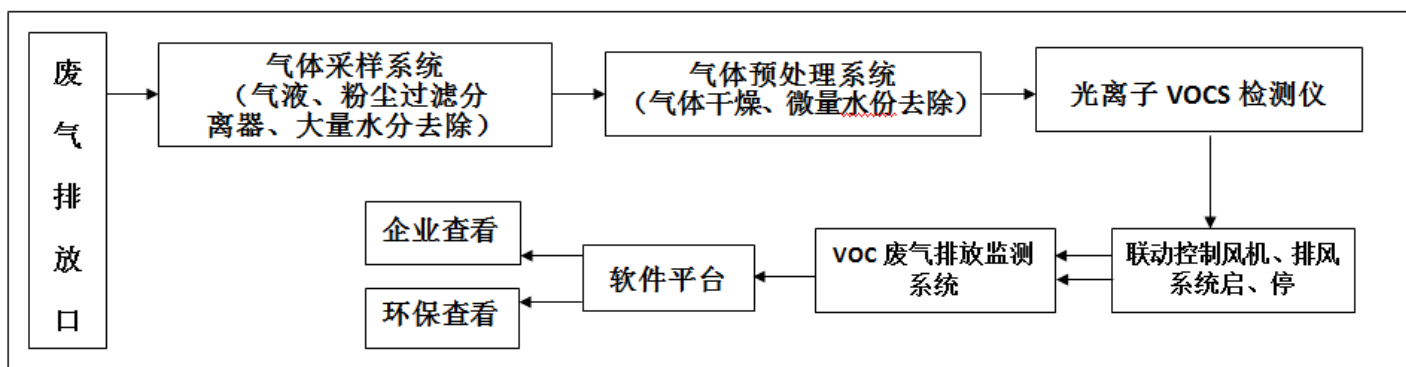 废
气
排
放
口
气体采样系统
（气液、粉尘过滤分
离器、大量水分去除）
气体预处理系统
（气体干燥、微量水份去除）
光离子 VOCS 检测仪
联动控制风机、排风
系统启、停
VOC 废气排放监测
系统
软件平台
企业查看
环保查看